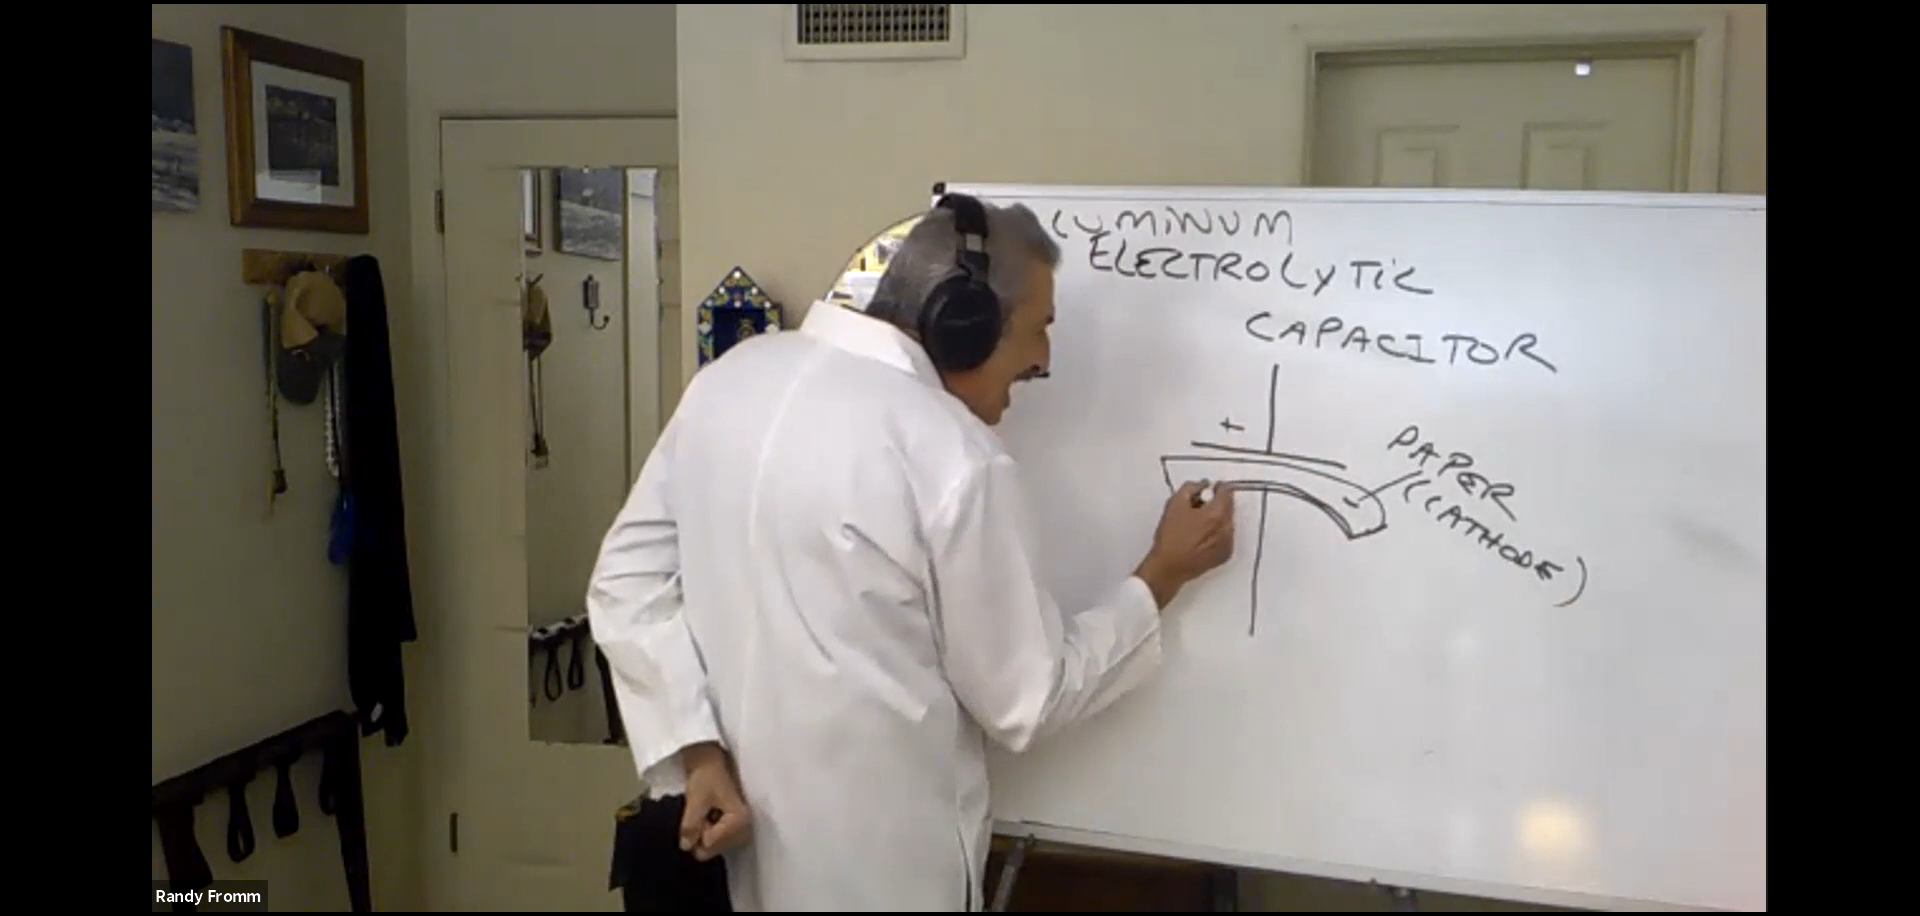 LUMINUM
ELECTROLYTIC
CAPACITOR
+
PAPER
(CATHODE)
-
Randy Fromm